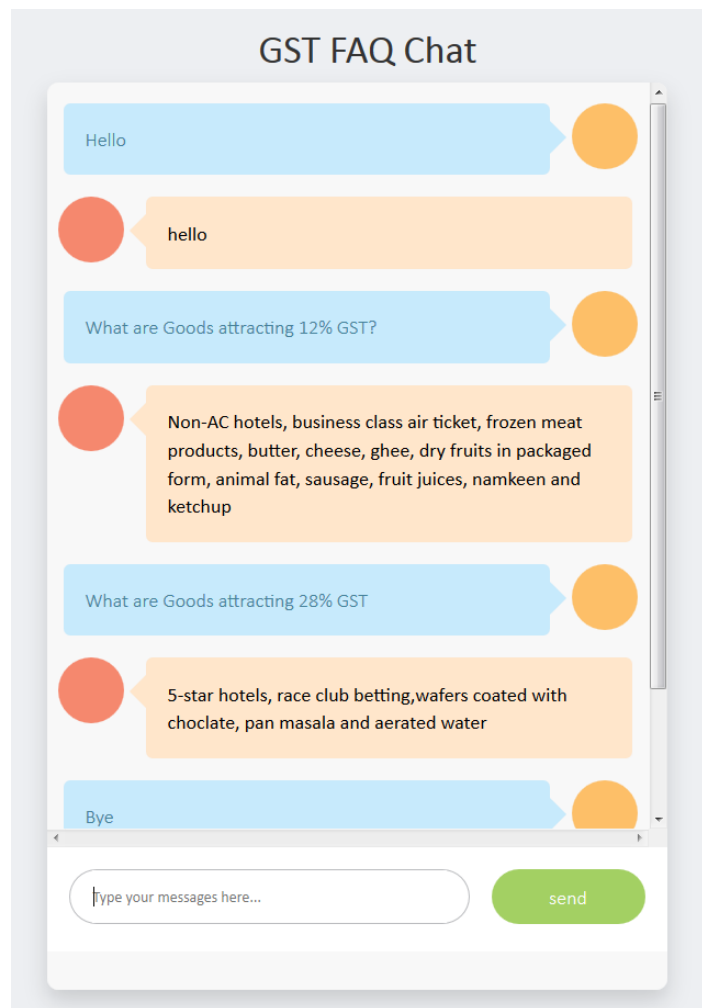 GST FAQ Chat
Hello
hello
What are Goods attracting 12% GST?
Non-AC hotels, business class air ticket, frozen meat
products, butter, cheese, ghee, dry fruits in packaged
form, animal fat, sausage, fruit juices, namkeen and
ketchup
What are Goods attracting 28% GST
5-star hotels, race club betting,wafers coated with
choclate, pan masala and aerated water
Bye
Type your messages here...
send